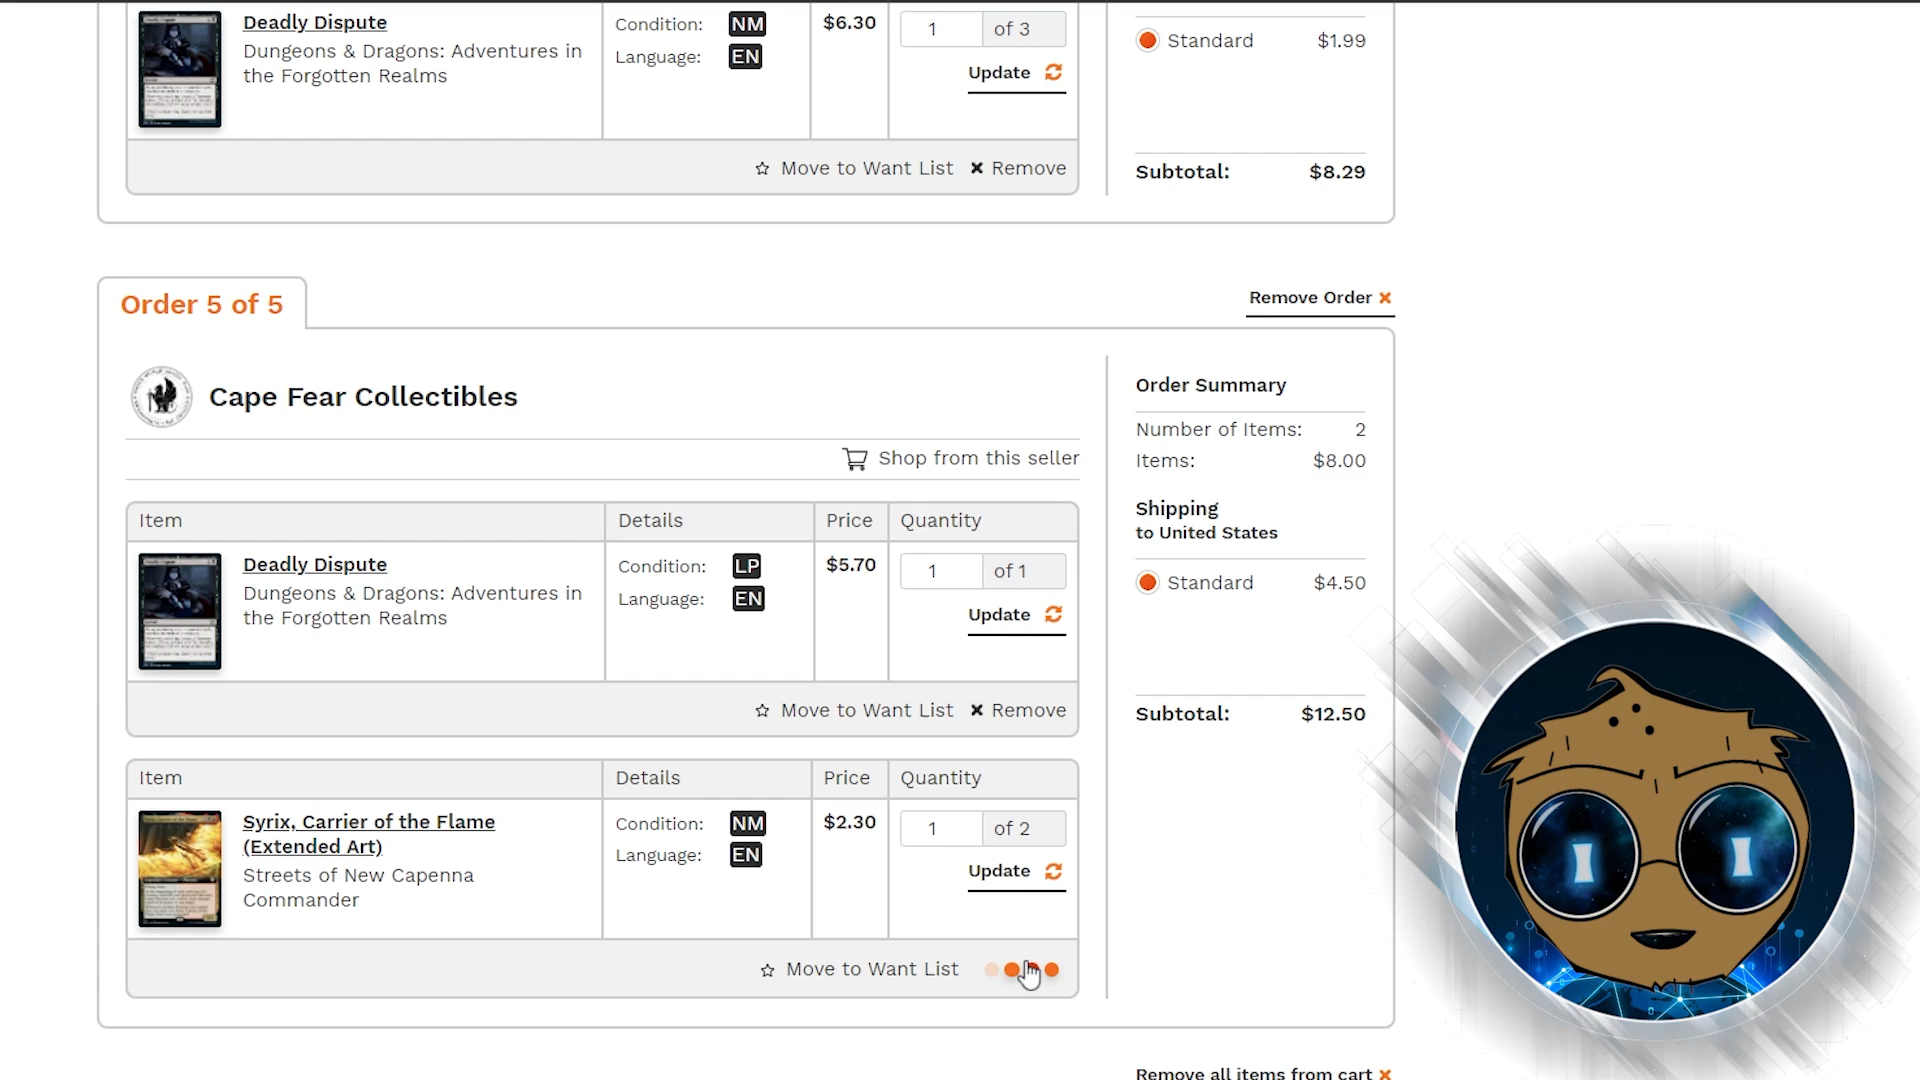 Deadly Dispute
Dungeons & Dragons: Adventures in
the Forgotten Realms
Condition: NM
Language: EN
$6.30
1 of 3
Update
Move to Want List Remove
Standard $1.99
Subtotal: $8.29
Order 5 of 5
Remove Order
Cape Fear Collectibles
Shop from this seller
Item Details Price Quantity
Deadly Dispute
Dungeons & Dragons: Adventures in
the Forgotten Realms
Condition: LP
Language: EN
$5.70
1 of 1
Update
Move to Want List Remove
Item Details Price Quantity
Syrix, Carrier of the Flame
(Extended Art)
Streets of New Capenna
Commander
Condition: NM
Language: EN
$2.30
1 of 2
Update
Move to Want List
Order Summary
Number of Items: 2
Items: $8.00
Shipping
to United States
Standard $4.50
Subtotal: $12.50
Remove all items from cart